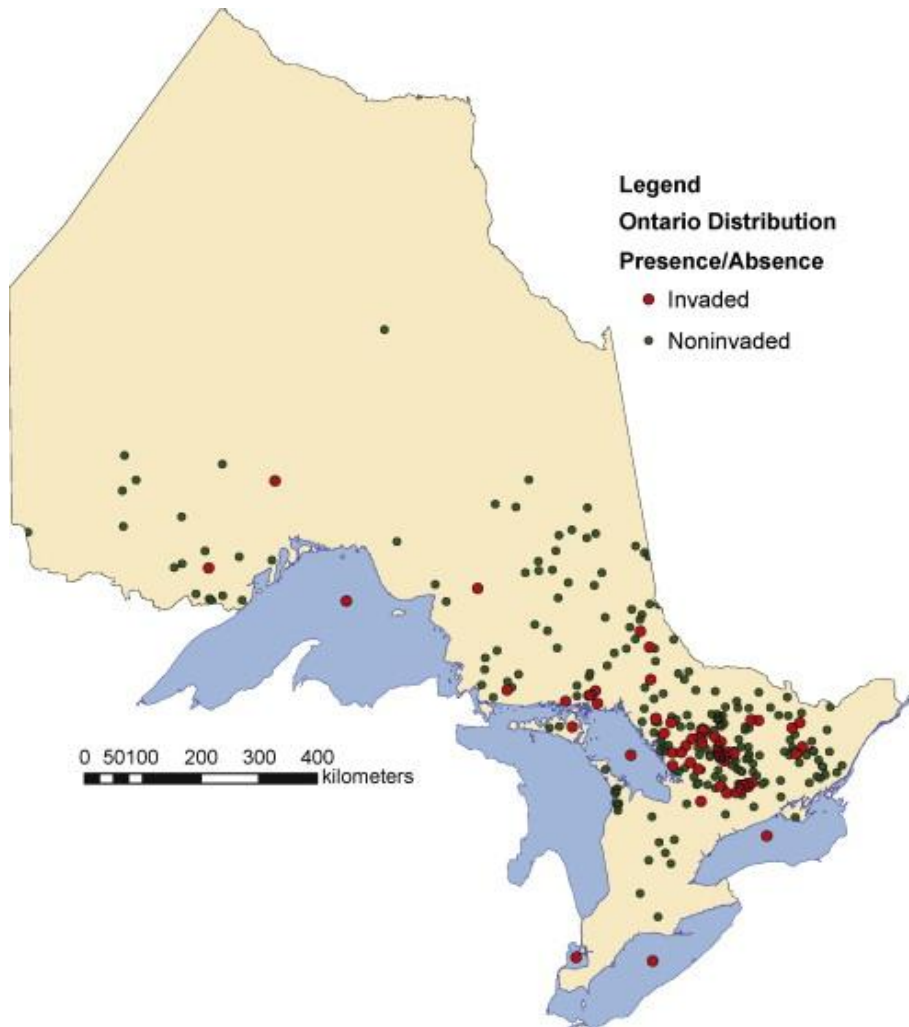 Legend
Ontario Distribution
Presence/Absence
Invaded
Noninvaded
0 50100 200 300 400
kilometers